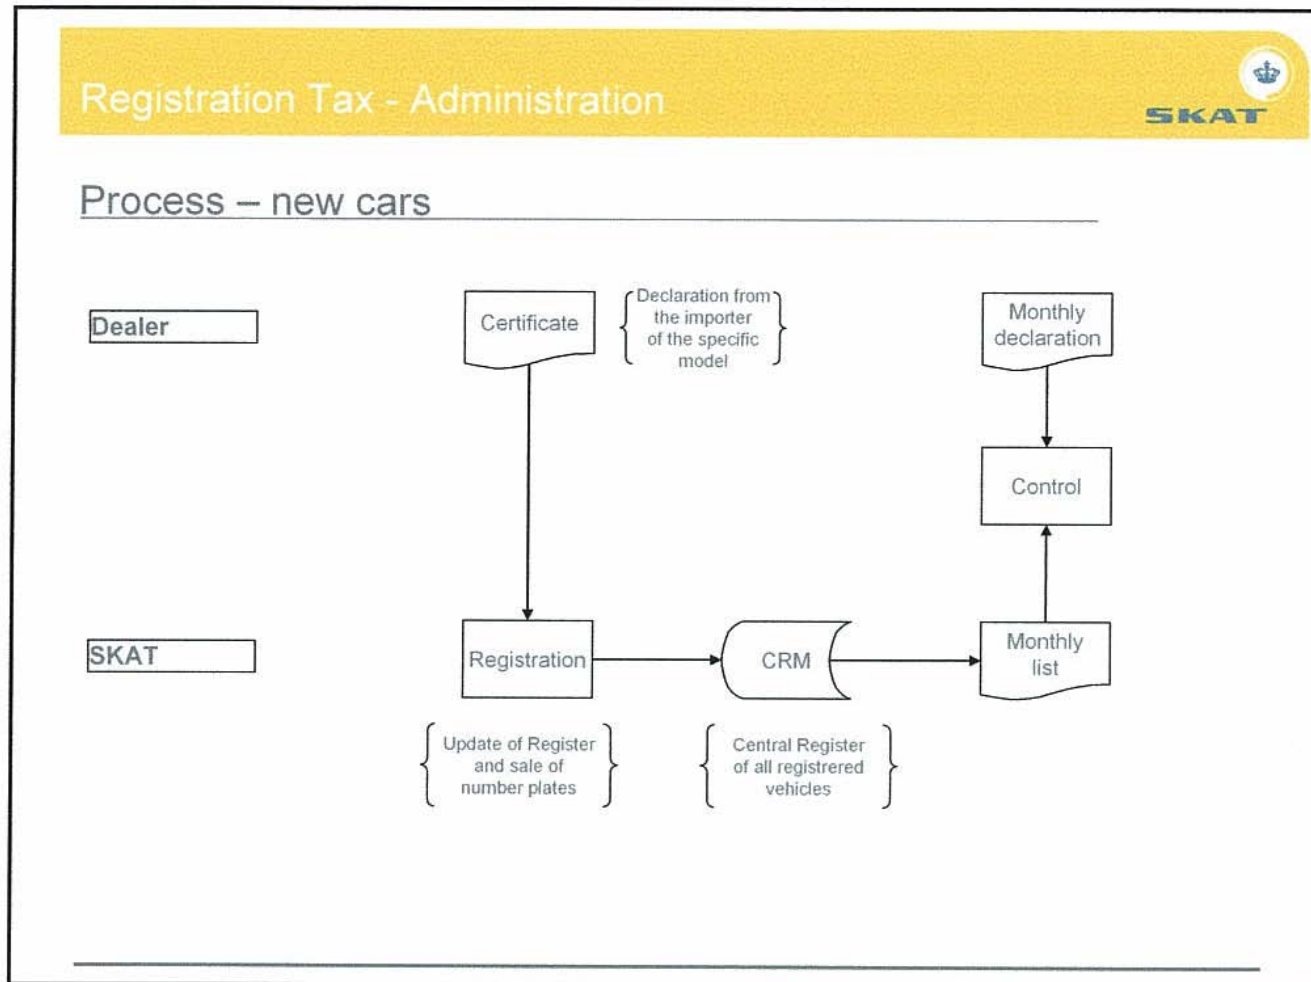 Registration Tax - Administration
SKAT
Process – new cars
Dealer
Certificate
Declaration from
the importer
of the specific
model
Monthly
declaration
Control
SKAT
Registration
CRM
Monthly
list
Update of Register
and sale of
number plates
Central Register
of all registrered
vehicles